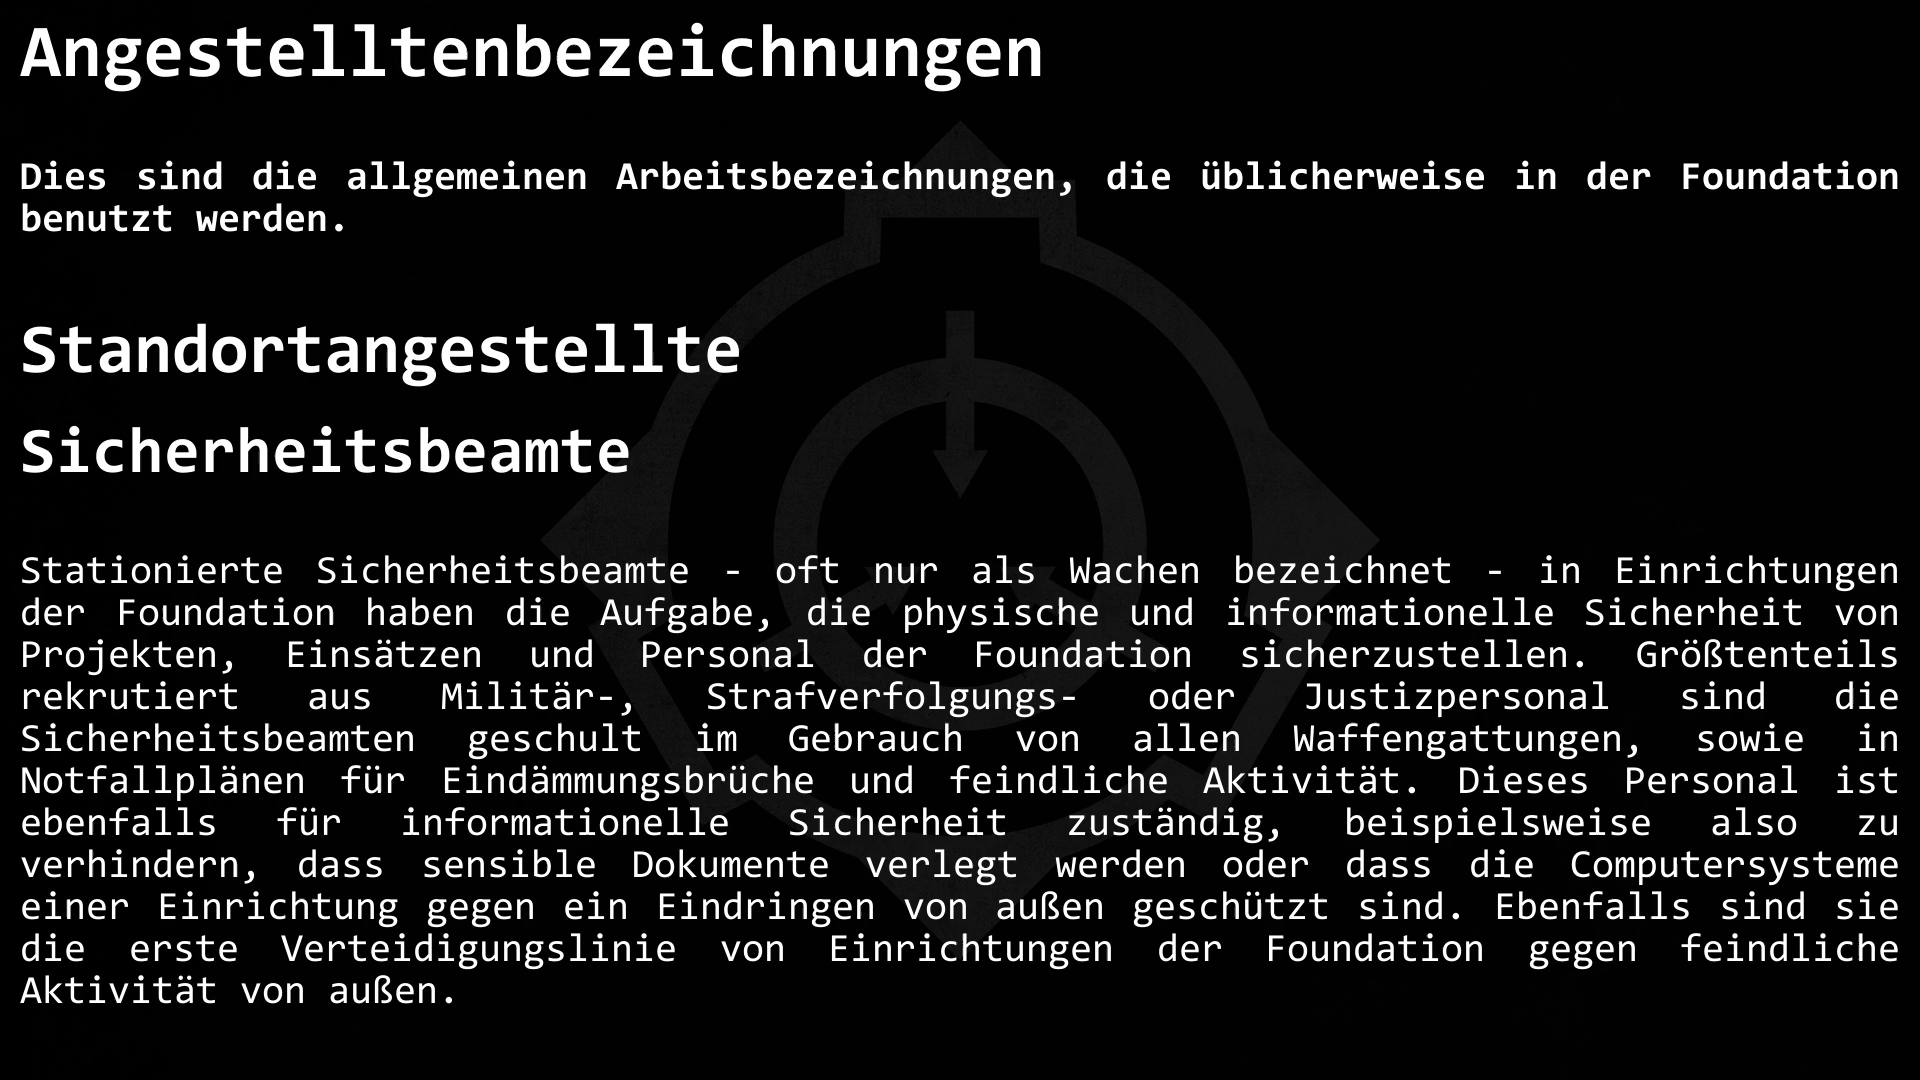 Angestelltenbezeichnungen
Dies sind die allgemeinen Arbeitsbezeichnungen, die üblicherweise in der Foundation
benutzt werden.
Standortangestellte
Sicherheitsbeamte
Stationierte Sicherheitsbeamte - oft nur als Wachen bezeichnet - in Einrichtungen
der Foundation haben die Aufgabe, die physische und informationelle Sicherheit von
Projekten, Einsätzen und Personal der Foundation sicherzustellen. Größtenteils
rekrutiert aus Militär-, Strafverfolgungs- oder Justizpersonal sind die
Sicherheitsbeamten geschult im Gebrauch von allen Waffengattungen, sowie in
Notfallplänen für Eindämmungsbrüche und feindliche Aktivität. Dieses Personal ist
ebenfalls für informationelle Sicherheit zuständig, beispielsweise also zu
verhindern, dass sensible Dokumente verlegt werden oder dass die Computersysteme
einer Einrichtung gegen ein Eindringen von außen geschützt sind. Ebenfalls sind sie
die erste Verteidigungslinie von Einrichtungen der Foundation gegen feindliche
Aktivität von außen.